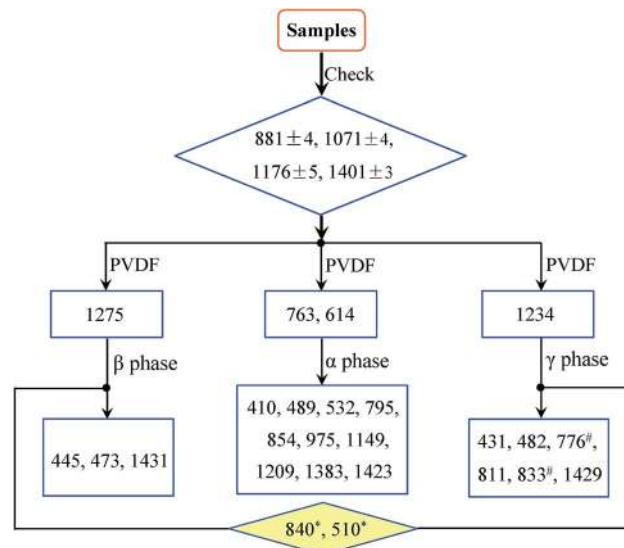 Samples
Check
881±4, 1071±4,
1176±5, 1401±3
PVDF
PVDF
PVDF
1275
763, 614
1234
β phase
α phase
γ phase
445, 473, 1431
410, 489, 532, 795,
854, 975, 1149,
1209, 1383, 1423
431, 482, 776#,
811, 833#, 1429
840*, 510*